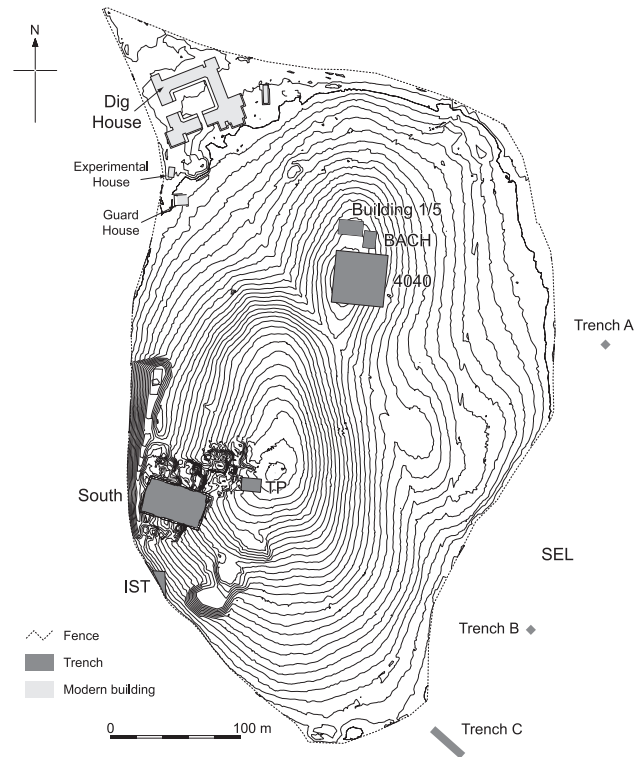 N
Dig
House
Experimental
House
Guard
House
Building 1/5
BACH
4040
Trench A
South
TP
SEL
IST
Trench B
Fence
Trench
Modern building
0 100 m
Trench C